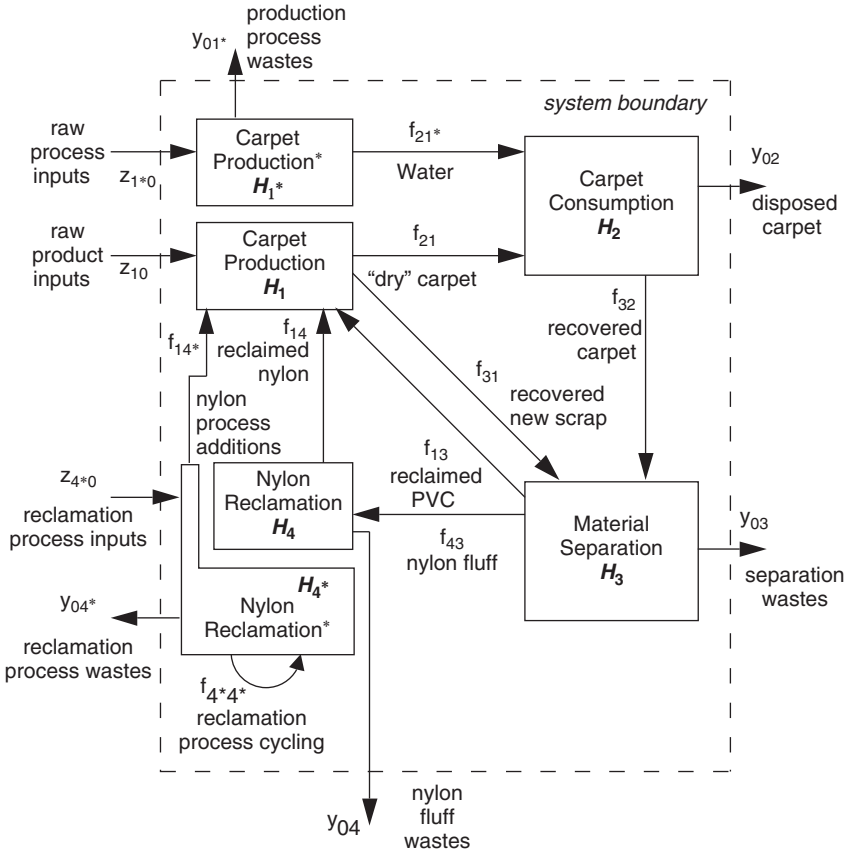 production
process
wastes
y01*
system boundary
raw
process
inputs
z1*0
Carpet
Production*
H1*
f21*
Water
Carpet
Consumption
H2
y02
disposed
carpet
raw
product
inputs
z10
Carpet
Production
H1
f21
"dry" carpet
f32
recovered
carpet
f14*
f14
reclaimed
nylon
f31
recovered
new scrap
nylon
process
additions
f13
reclaimed
PVC
z4*0
reclamation
process inputs
Nylon
Reclamation
H4
f43
nylon fluff
Material
Separation
H3
y03
separation
wastes
H4*
Nylon
Reclamation*
y04*
reclamation
process wastes
f4*4*
reclamation
process cycling
y04
nylon
fluff
wastes